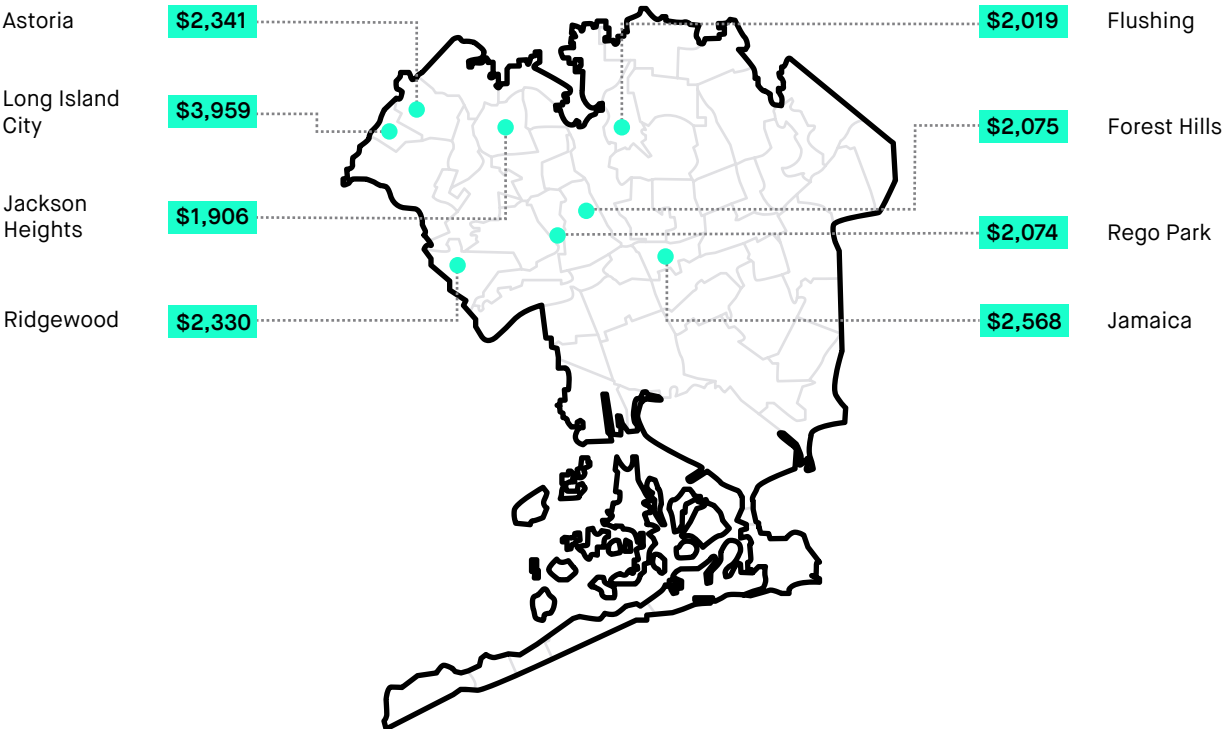 Astoria
$2,341
Long Island
City
$3,959
Jackson
Heights
$1,906
Ridgewood
$2,330
$2,019
Flushing
$2,075
Forest Hills
$2,074
Rego Park
$2,568
Jamaica